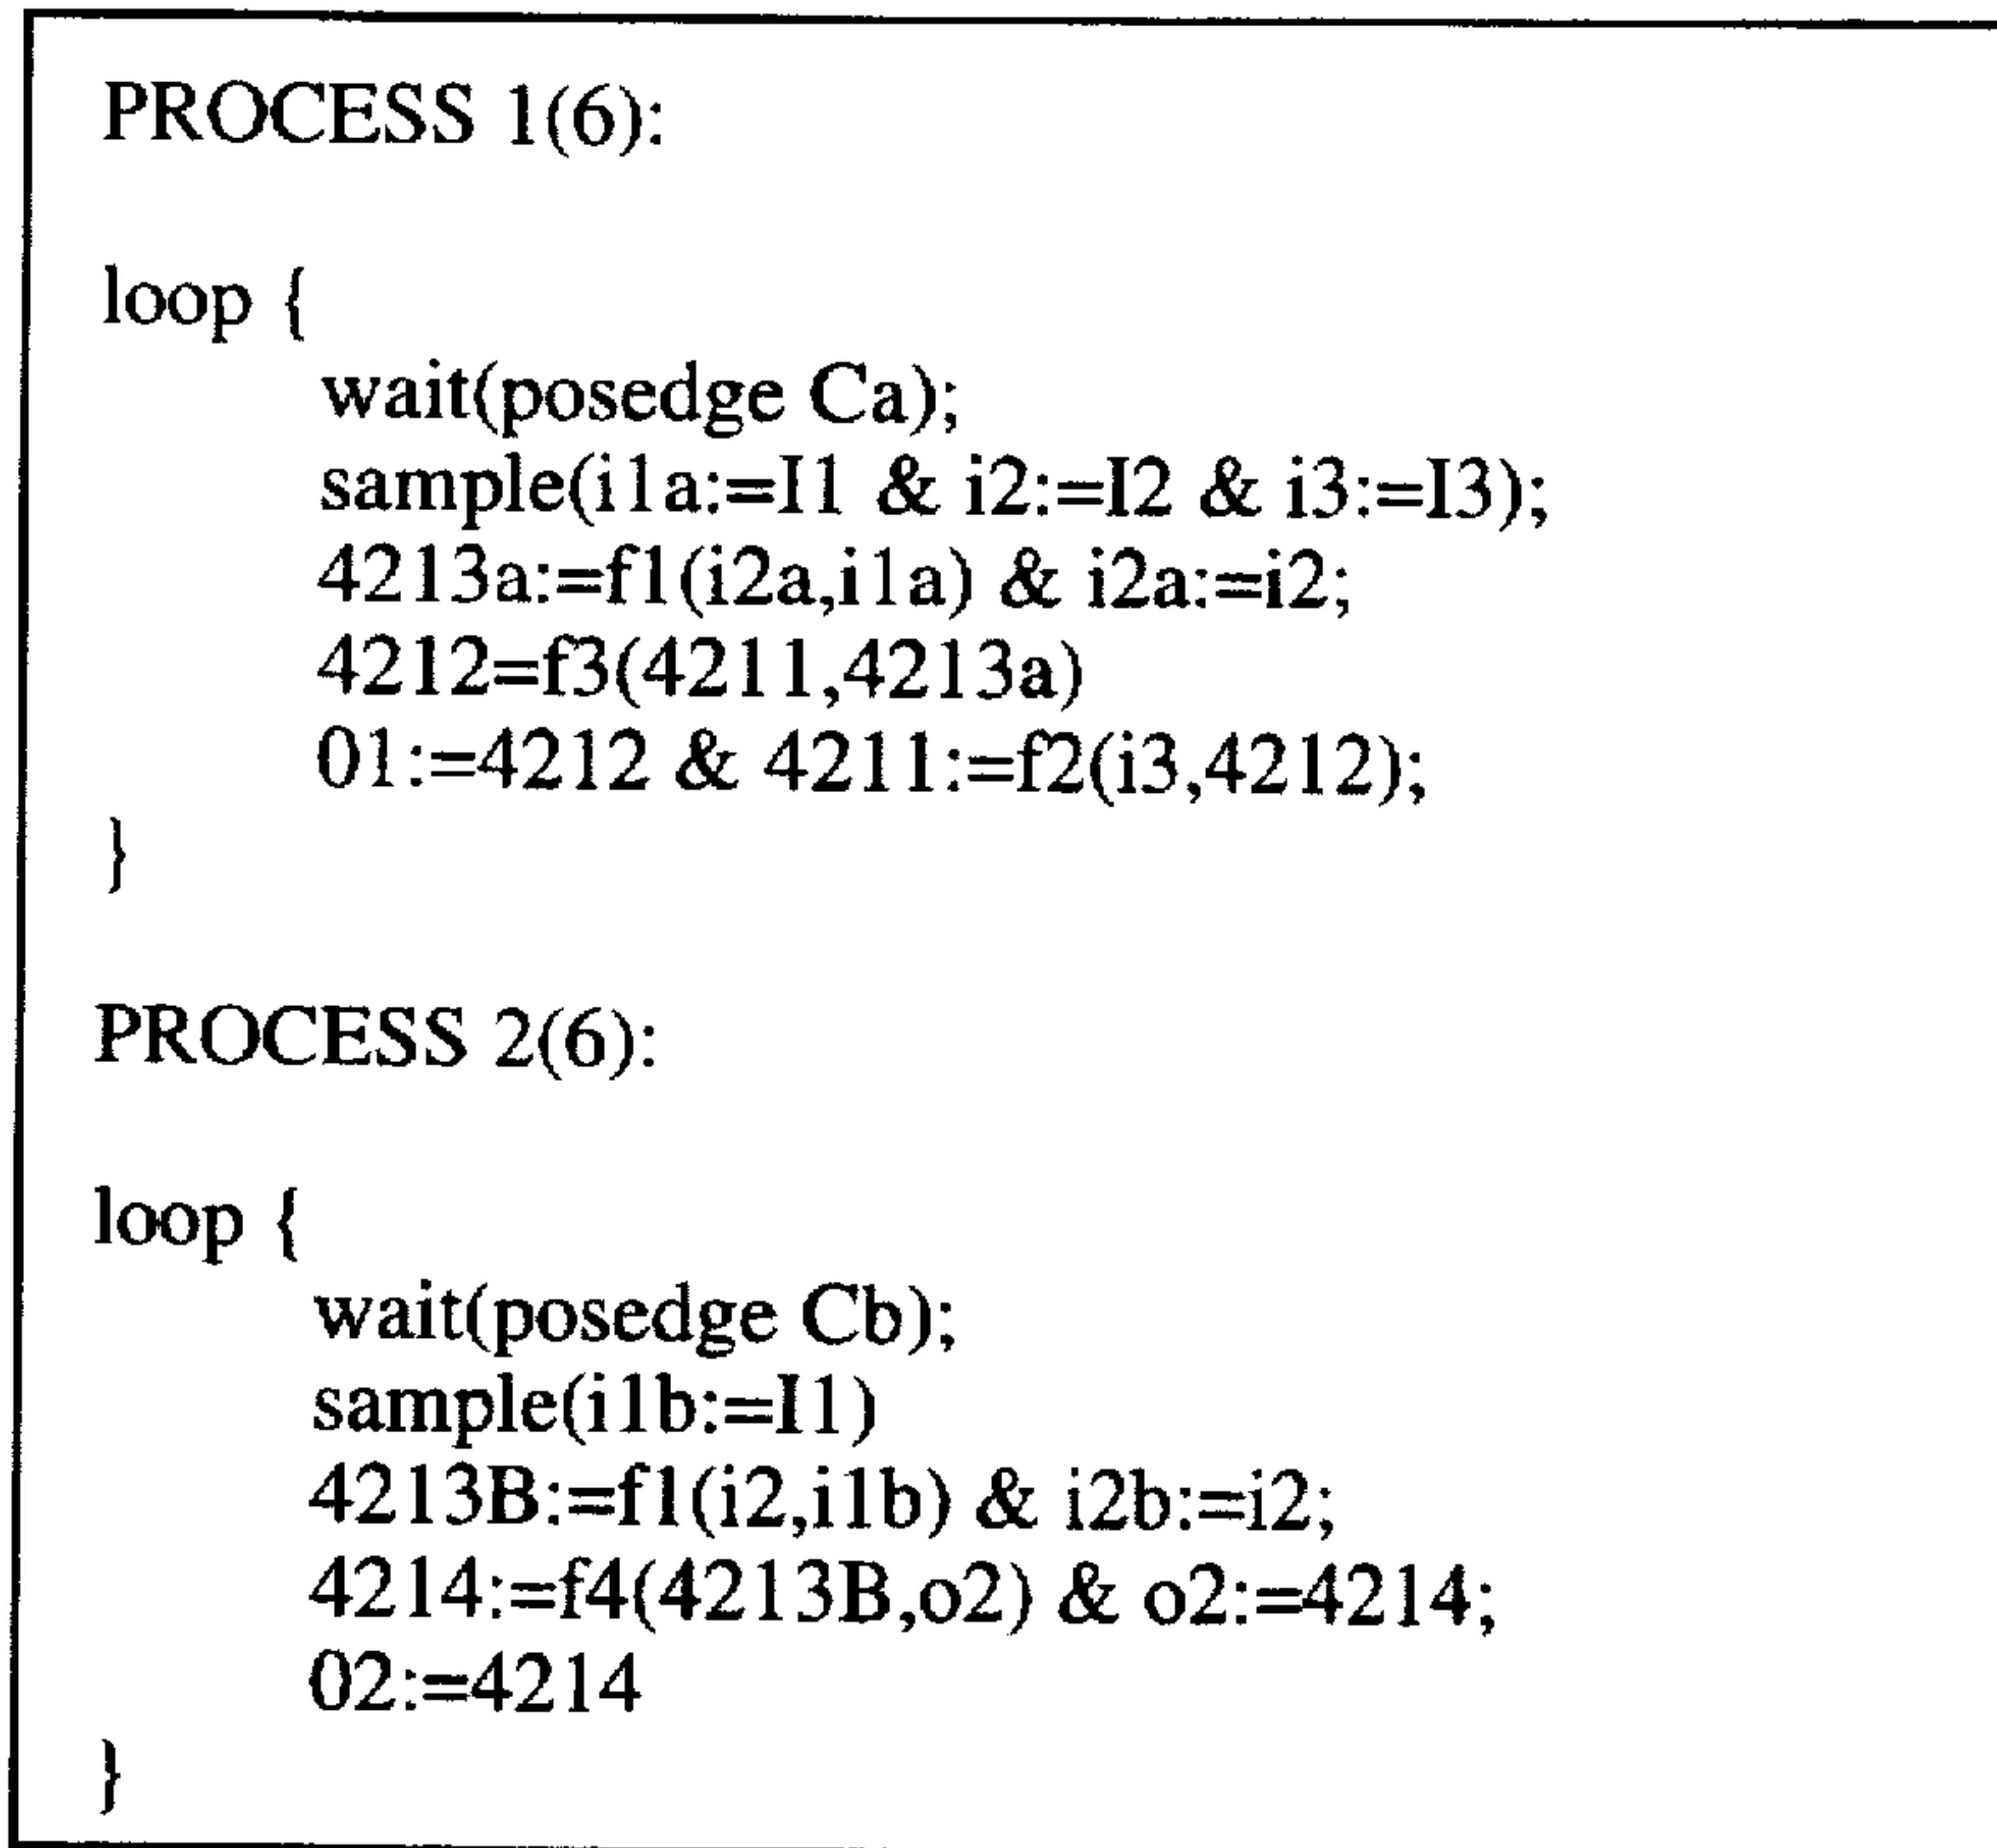 PROCESS 1(6):
loop {
wait(posedge Ca);
sample(i1a:=I1 & i2:=I2 & i3:=I3);
4213a:=f1(i2a,i1a) & i2a:=i2;
4212=f3(4211,4213a)
01:=4212 & 4211:=f2(i3,4212);
}
PROCESS 2(6):
loop {
wait(posedge Cb);
sample(i1b:=I1)
4213B:=f1(i2,i1b) & i2b:=i2;
4214:=f4(4213B,o2) & o2:=4214;
02:=4214
}